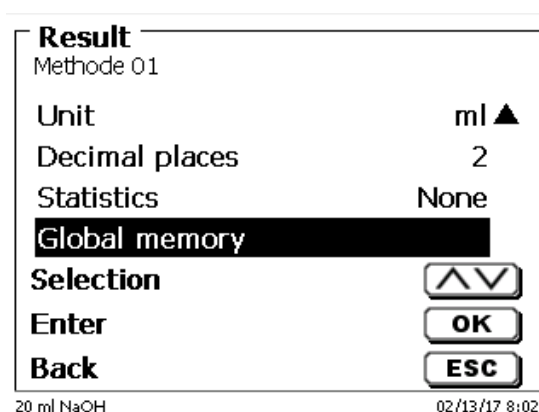 Result
Methode 01
Unit ml
Decimal places 2
Statistics None
Global memory
Selection
Enter OK
Back ESC
20 ml NaOH 02/13/17 8:02